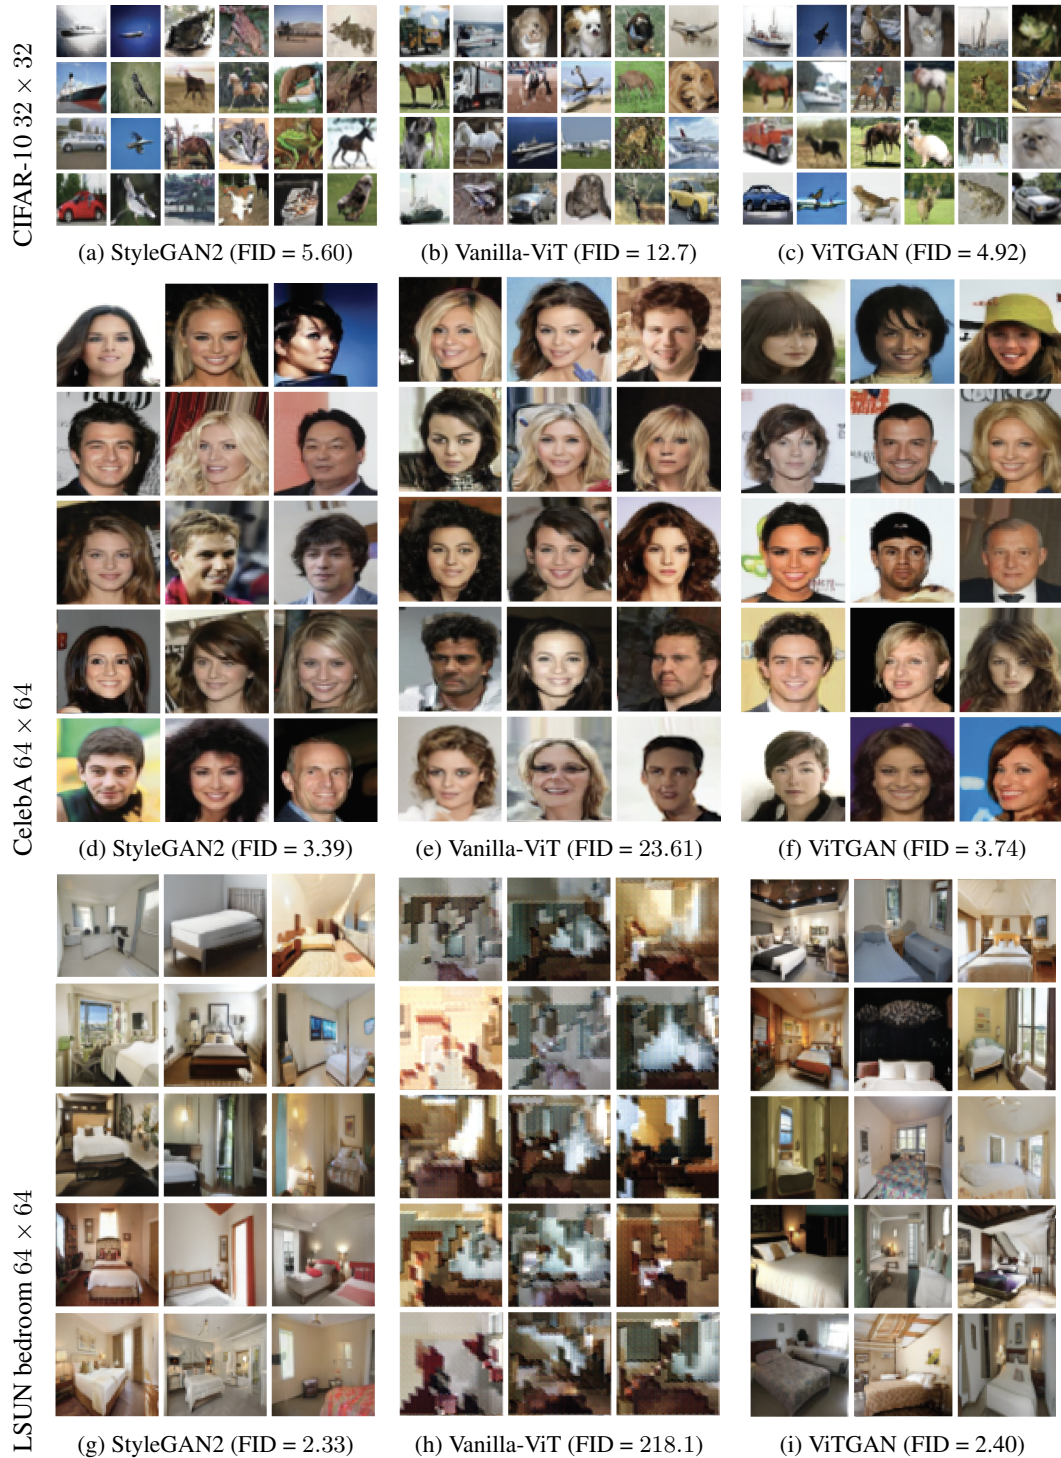 CIFAR-10 32 × 32
(a) StyleGAN2 (FID = 5.60)
(b) Vanilla-ViT (FID = 12.7)
(c) ViTGAN (FID = 4.92)
CelebA 64 × 64
(d) StyleGAN2 (FID = 3.39)
(e) Vanilla-ViT (FID = 23.61)
(f) ViTGAN (FID = 3.74)
LSUN bedroom 64 × 64
(g) StyleGAN2 (FID = 2.33)
(h) Vanilla-ViT (FID = 218.1)
(i) ViTGAN (FID = 2.40)